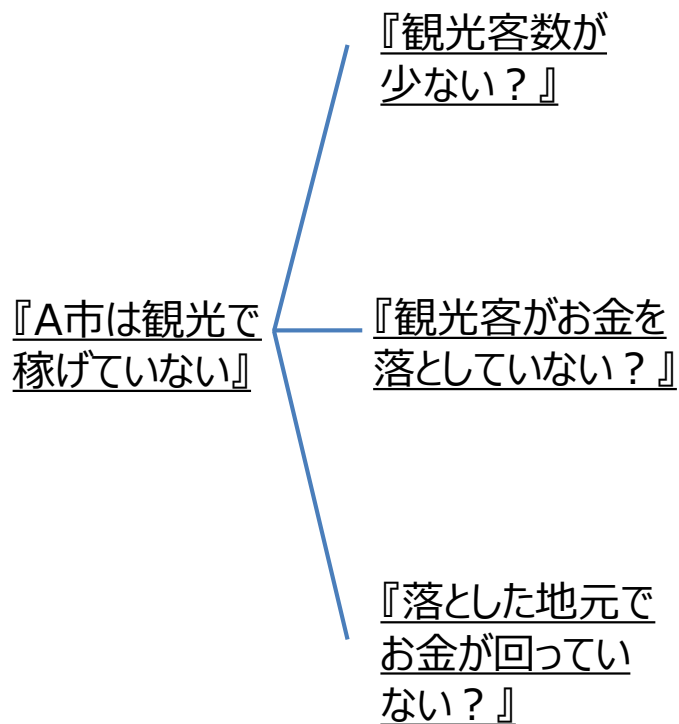 『観光客数が
少ない？』
『A市は観光で
稼げていない』
『観光客がお金を
落としていない？』
『落とした地元で
お金が回ってい
ない？』